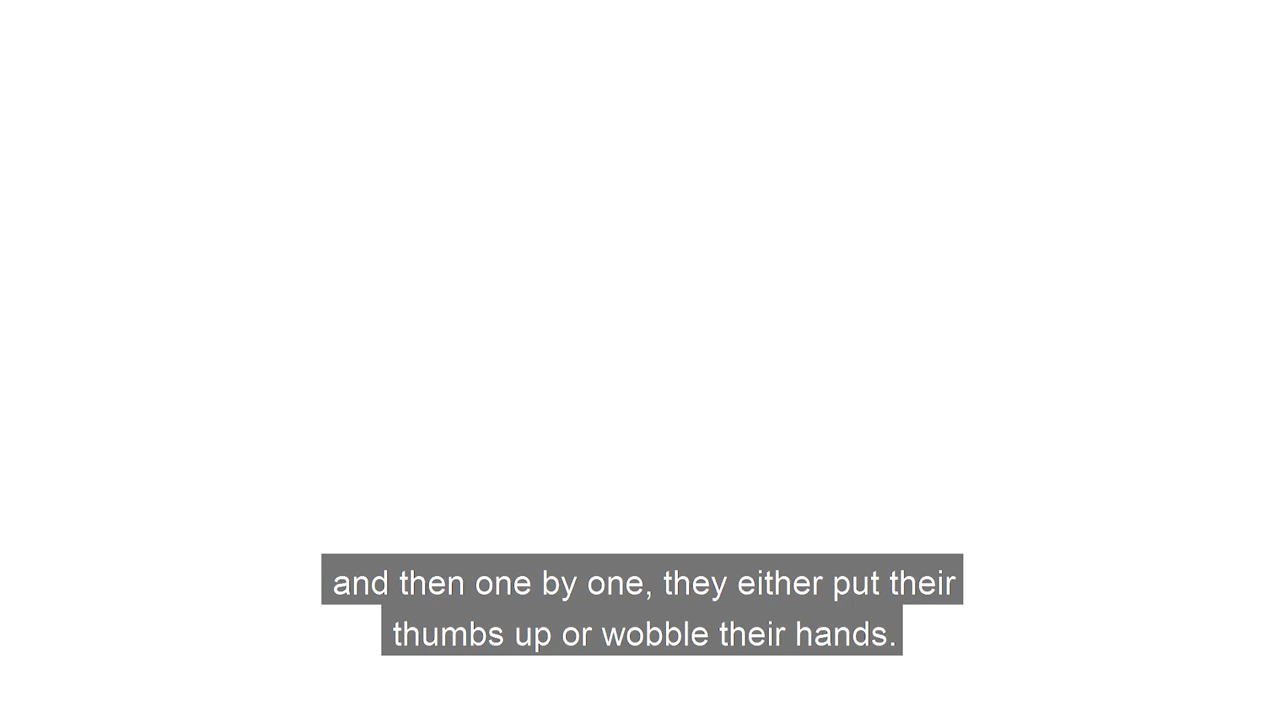 and then one by one, they either put their
thumbs up or wobble their hands.